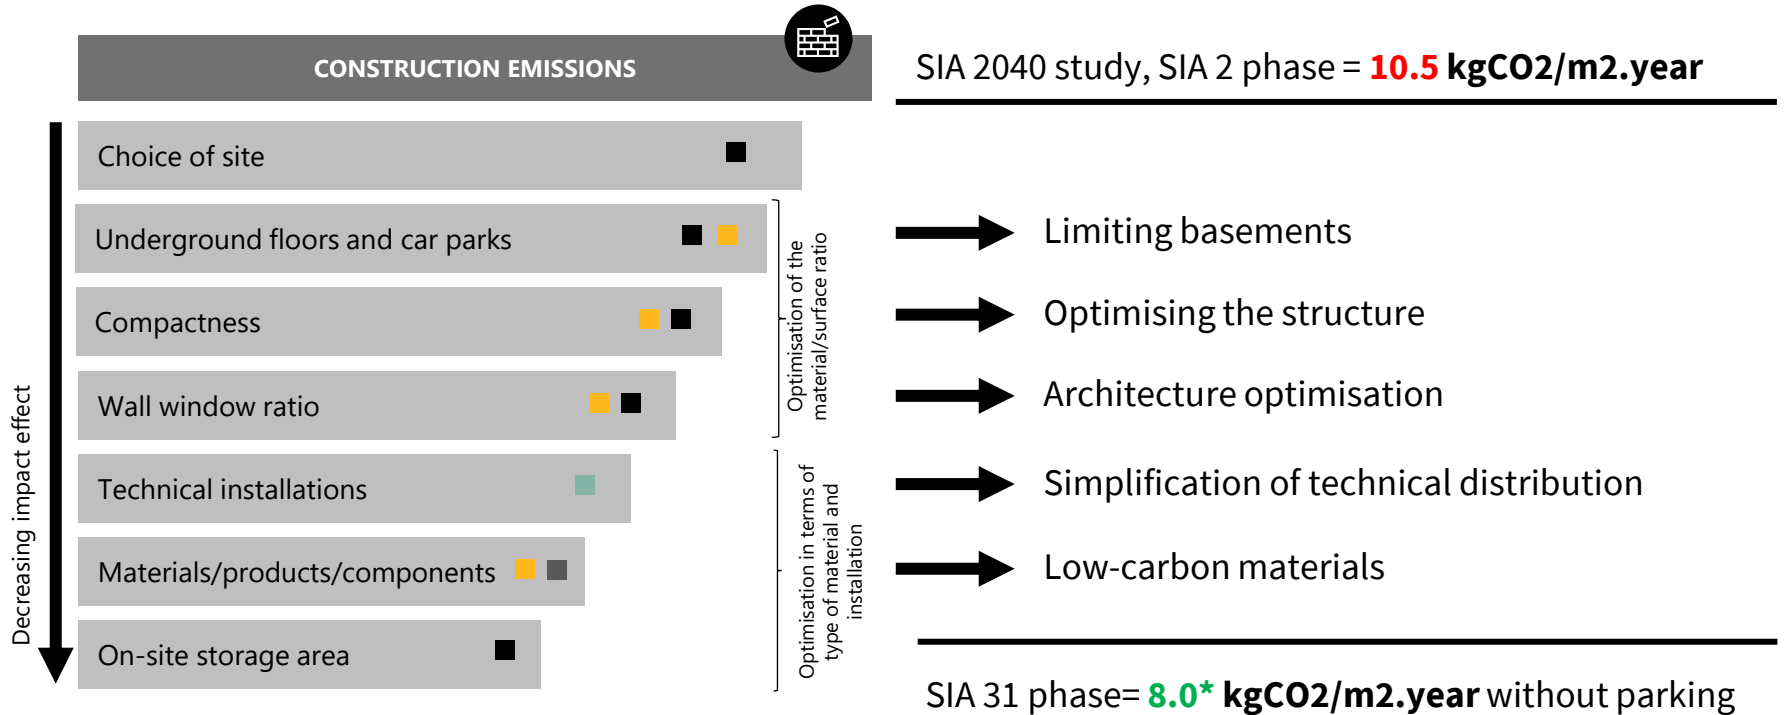 CONSTRUCTION EMISSIONS
SIA 2040 study, SIA 2 phase = 10.5 kgCO2/m2.year
Decreasing impact effect
Choice of site
Underground floors and car parks
Compactness
Wall window ratio
Technical installations
Materials/products/components
On-site storage area
Optimisation of the
material/surface ratio
Optimisation in terms of
type of material and
installation
Limiting basements
Optimising the structure
Architecture optimisation
Simplification of technical distribution
Low-carbon materials
SIA 31 phase= 8.0* kgCO2/m2.year without parking